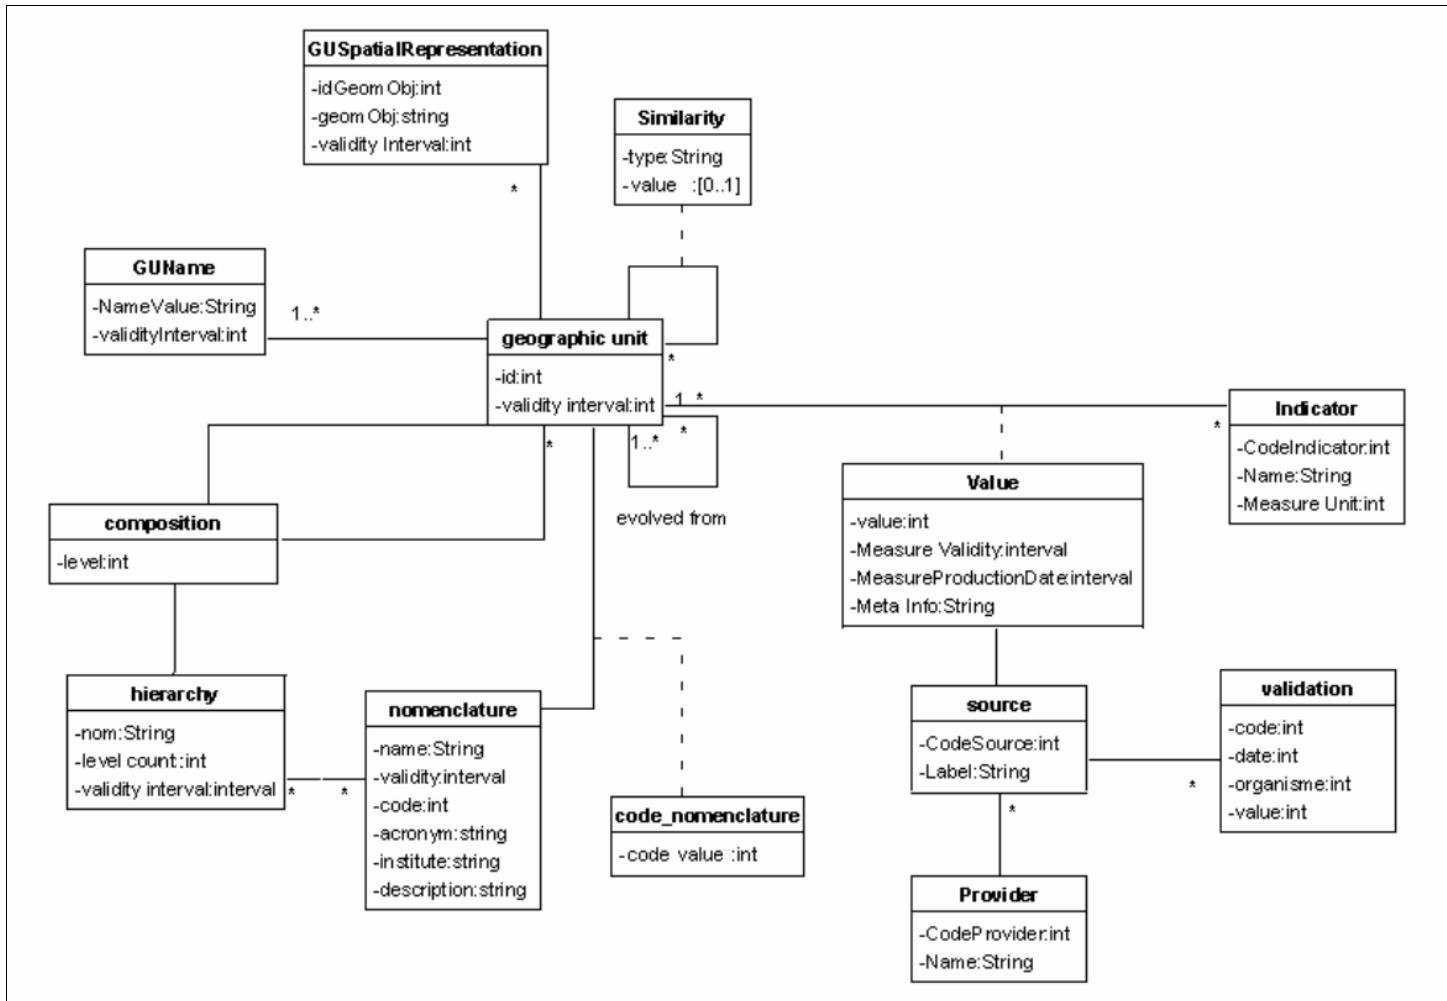 GUSpatialRepresentation
-idGeomObj:int
-geomObj:string
-validity Interval:int
*
Similarity
-type:String
-value :[0..1]
GUName
-NameValue:String
-validityInterval:int
1..*
geographic unit
-id:int
-validity interval:int
*
1..*
*
1..*
*
*
evolved from
Indicator
-CodeIndicator:int
-Name:String
-Measure Unit:int
Value
-value:int
-Measure Validity:interval
-MeasureProductionDate:interval
-Meta Info:String
composition
-level:int
hierarchy
-nom:String
-level count:int
-validity interval:interval
*
*
nomenclature
-name:String
-validity:interval
-code:int
-acronym:string
-institute:string
-description:string
code_nomenclature
-code value :int
source
-CodeSource:int
-Label:String
*
*
validation
-code:int
-date:int
-organisme:int
-value:int
Provider
-CodeProvider:int
-Name:String